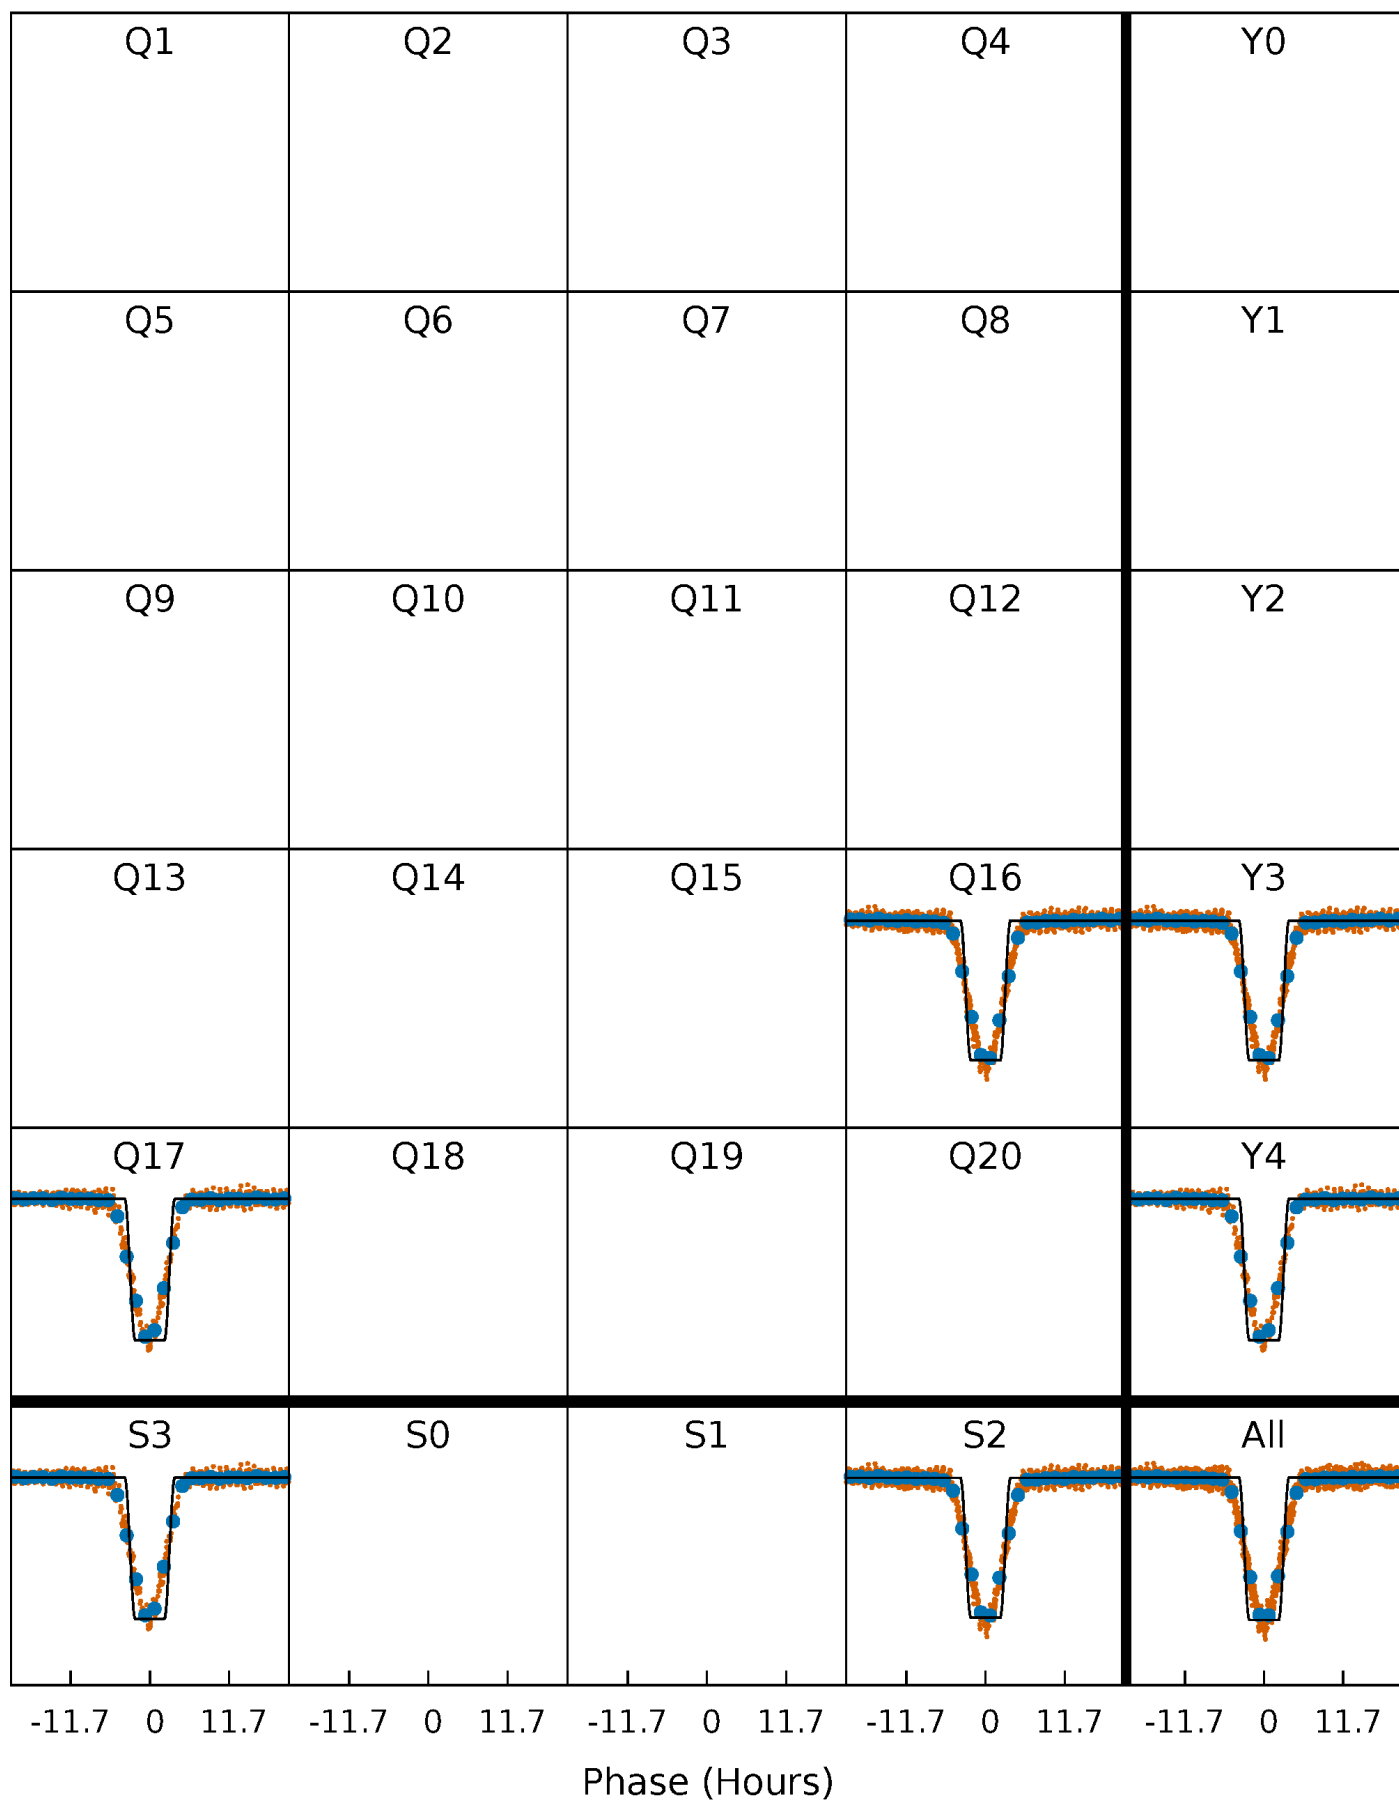 Q1 Q2 Q3 Q4 Y0
Q5 Q6 Q7 Q8 Y1
Q9 Q10 Q11 Q12 Y2
Q13 Q14 Q15 Q16 Y3
Q17 Q18 Q19 Q20 Y4
S3 S0 S1 S2 All
-11.7 0 11.7 -11.7 0 11.7 -11.7 0 11.7 -11.7 0 11.7 -11.7 0 11.7
Phase (Hours)